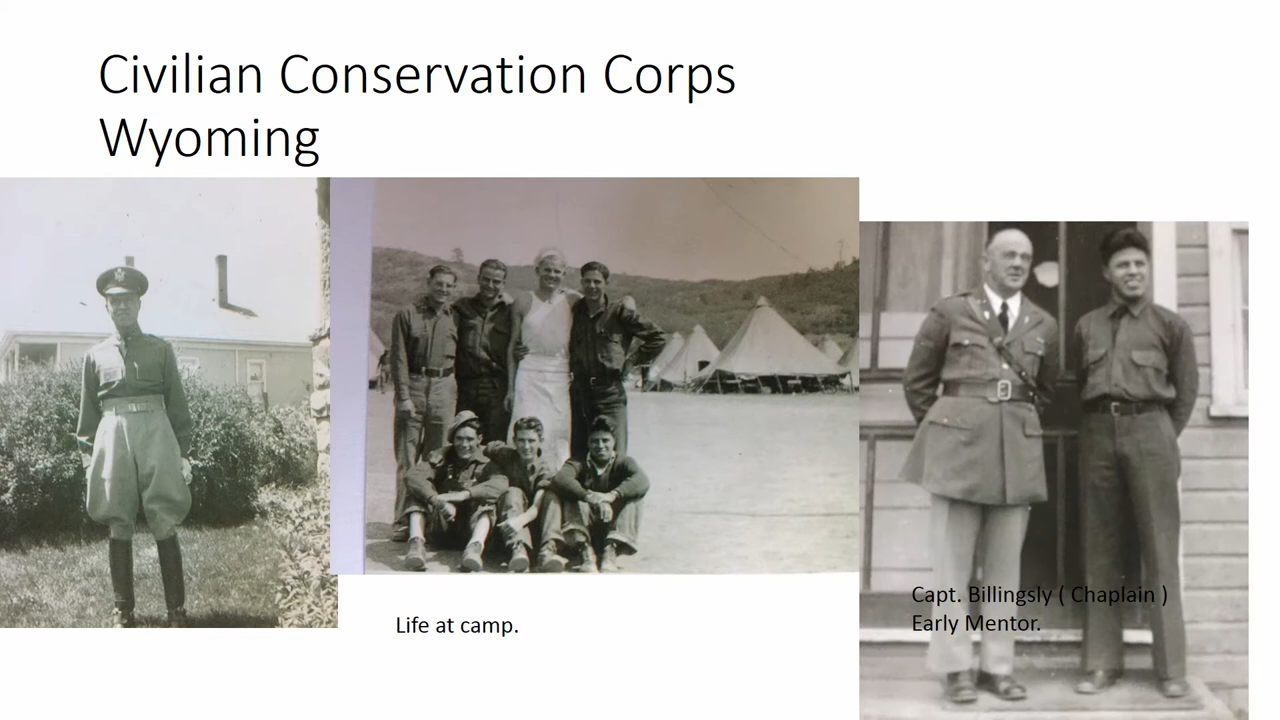 Civilian Conservation Corps
Wyoming
Life at camp.
Capt. Billingsly ( Chaplain )
Early Mentor.